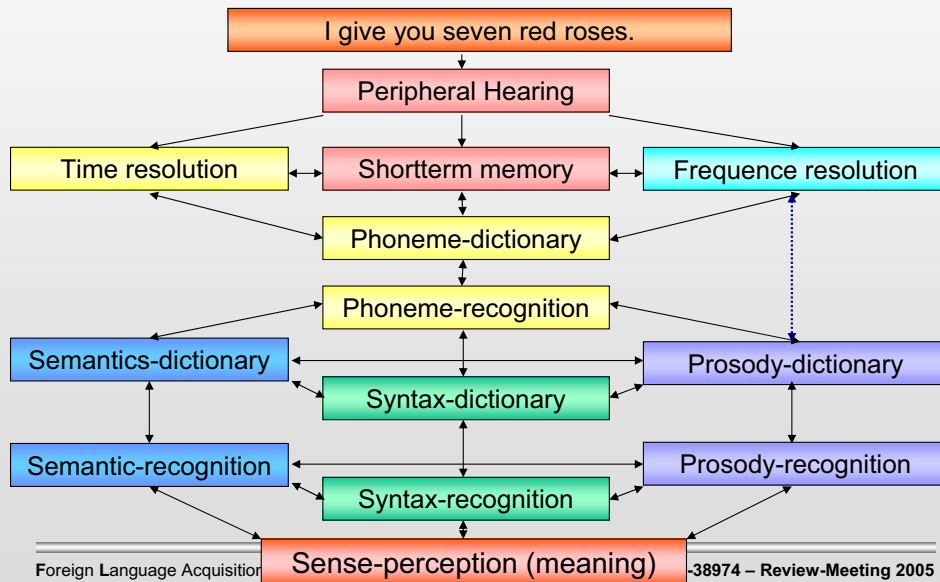 I give you seven red roses.
Peripheral Hearing
Time resolution
Shortterm memory
Frequence resolution
Phoneme-dictionary
Phoneme-recognition
Semantics-dictionary
Prosody-dictionary
Syntax-dictionary
Semantic-recognition
Prosody-recognition
Syntax-recognition
Sense-perception (meaning)
Foreign Language Acquisition -38974 – Review-Meeting 2005